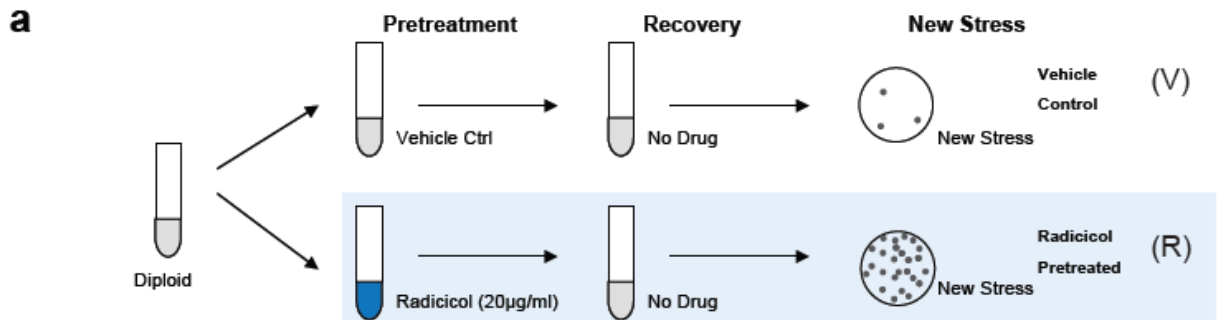 a
Pretreatment
Recovery
New Stress
Vehicle
Control
(V)
Vehicle Ctrl
No Drug
New Stress
Diploid
Radicicol
Pretreated
(R)
Radicicol (20µg/ml)
No Drug
New Stress